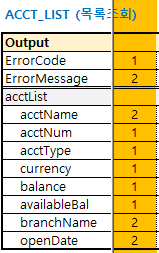 ACCT_LIST (목록조회)
Output
ErrorCode 1
ErrorMessage 2
acctList
acctName 2
acctNum 1
acctType 1
currency 1
balance 1
availableBal 1
branchName 2
openDate 2